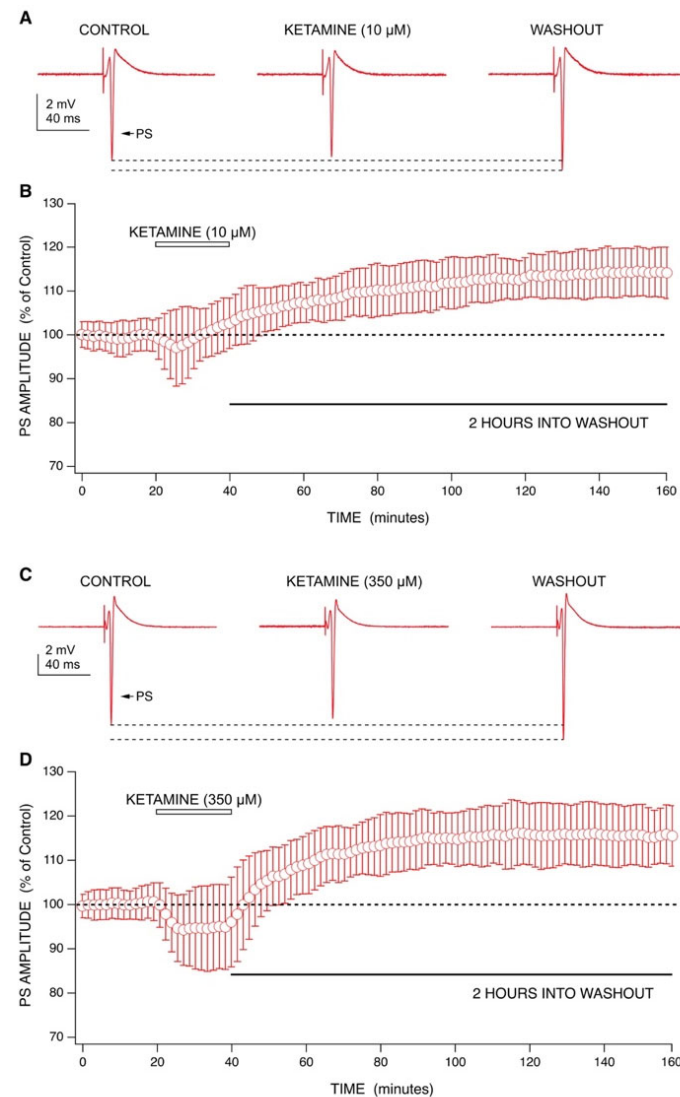 A
CONTROL KETAMINE (10 µM) WASHOUT
2 mV
40 ms
PS
B
130
120
110
100
90
80
70
PS AMPLITUDE (% of Control)
KETAMINE (10 µM)
2 HOURS INTO WASHOUT
0 20 40 60 80 100 120 140 160
TIME (minutes)
C
CONTROL KETAMINE (350 µM) WASHOUT
2 mV
40 ms
PS
D
130
120
110
100
90
80
70
PS AMPLITUDE (% of Control)
KETAMINE (350 µM)
2 HOURS INTO WASHOUT
0 20 40 60 80 100 120 140 160
TIME (minutes)